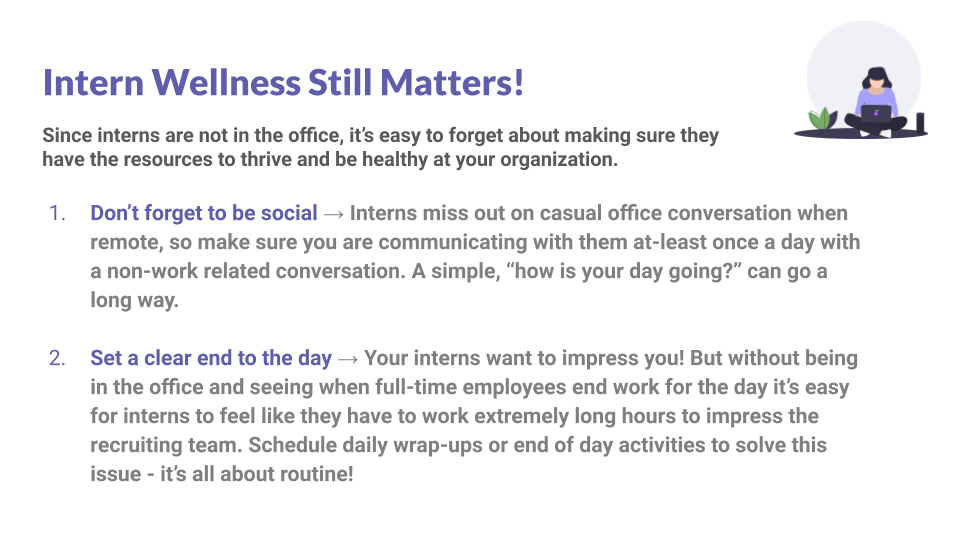 Intern Wellness Still Matters!
Since interns are not in the office, it’s easy to forget about making sure they
have the resources to thrive and be healthy at your organization.
1. Don’t forget to be social → Interns miss out on casual office conversation when
remote, so make sure you are communicating with them at-least once a day with
a non-work related conversation. A simple, “how is your day going?” can go a
long way.
2. Set a clear end to the day → Your interns want to impress you! But without being
in the office and seeing when full-time employees end work for the day it’s easy
for interns to feel like they have to work extremely long hours to impress the
recruiting team. Schedule daily wrap-ups or end of day activities to solve this
issue - it’s all about routine!